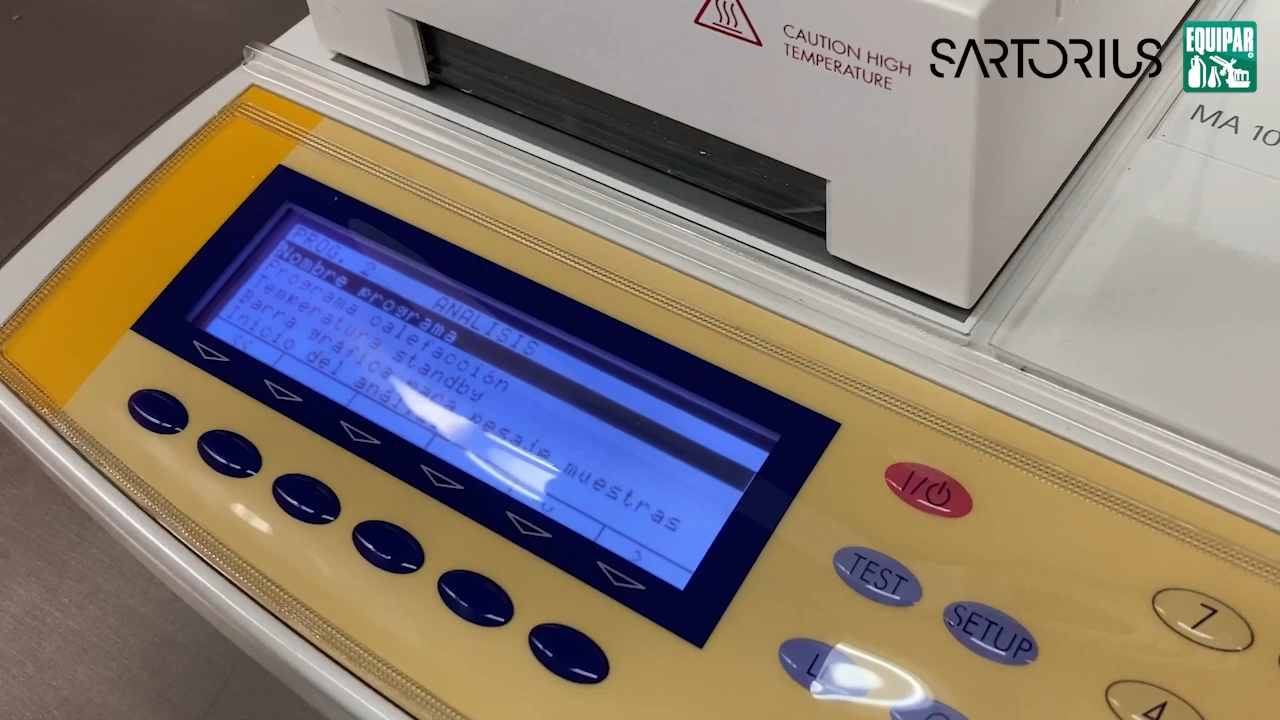 CAUTION HIGH
TEMPERATURE
SARTORIUS
EQUIPAR
MA 10
PROG. 2
ANALISIS
Nombre programa
Programa calefacción
Temperatura standby
Barra gráfica para pesaje muestras
Inicio del
<<
>
I/
TEST
SETUP
7
4